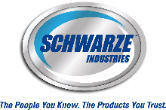 SCHWARZE
INDUSTRIES
The People You Know. The Products You Trust.